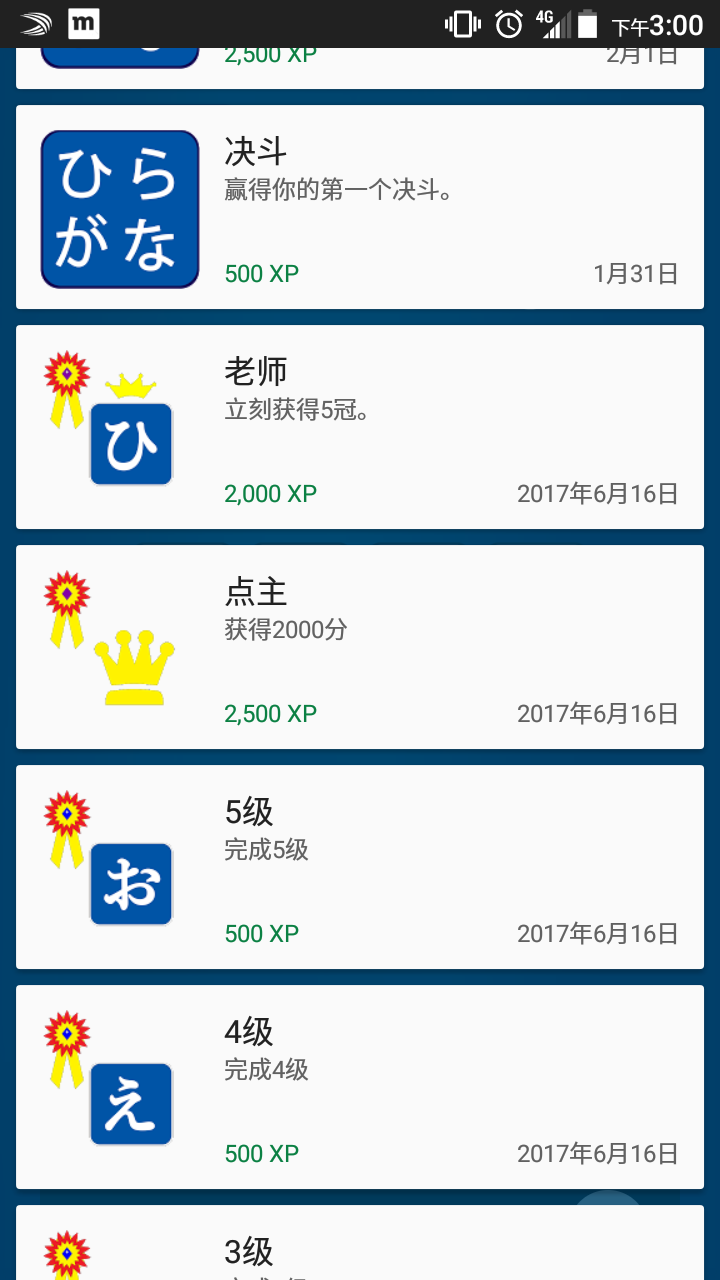 m
4G
下午3:00
2,500 XP
2月1日
ひら
がな
决斗
赢得你的第一个决斗。
500 XP
1月31日
ひ
老师
立刻获得5冠。
2,000 XP
2017年6月16日
点主
获得2000分
2,500 XP
2017年6月16日
お
5级
完成5级
500 XP
2017年6月16日
え
4级
完成4级
500 XP
2017年6月16日
3级